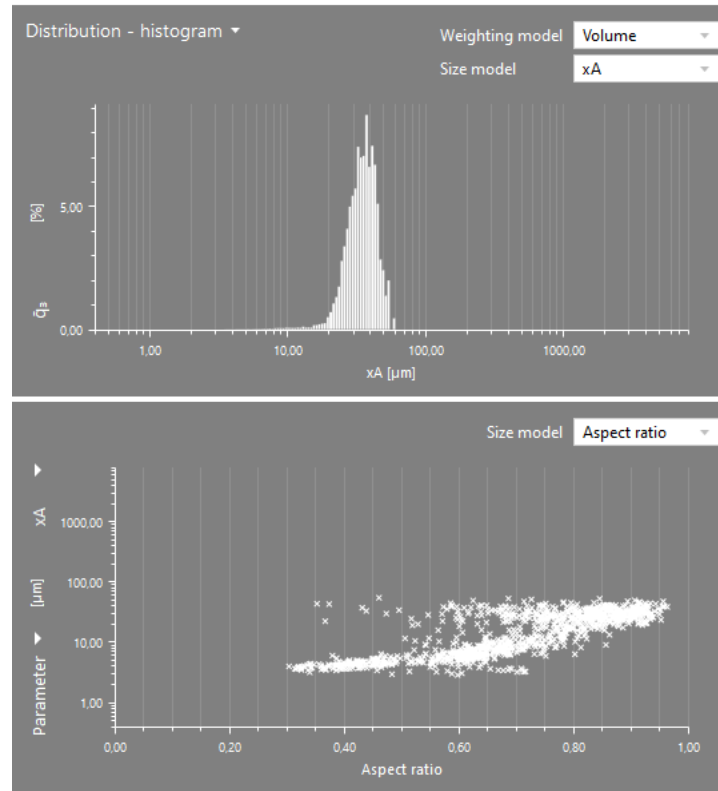 Distribution - histogram
Weighting model Volume
Size model xA
5,00
[%]
q̄₃
0,00
1,00 10,00 100,00 1000,00
xA [µm]
Size model Aspect ratio
xA
1000,00
[µm]
100,00
10,00
Parameter
1,00
0,00 0,20 0,40 0,60 0,80 1,00
Aspect ratio